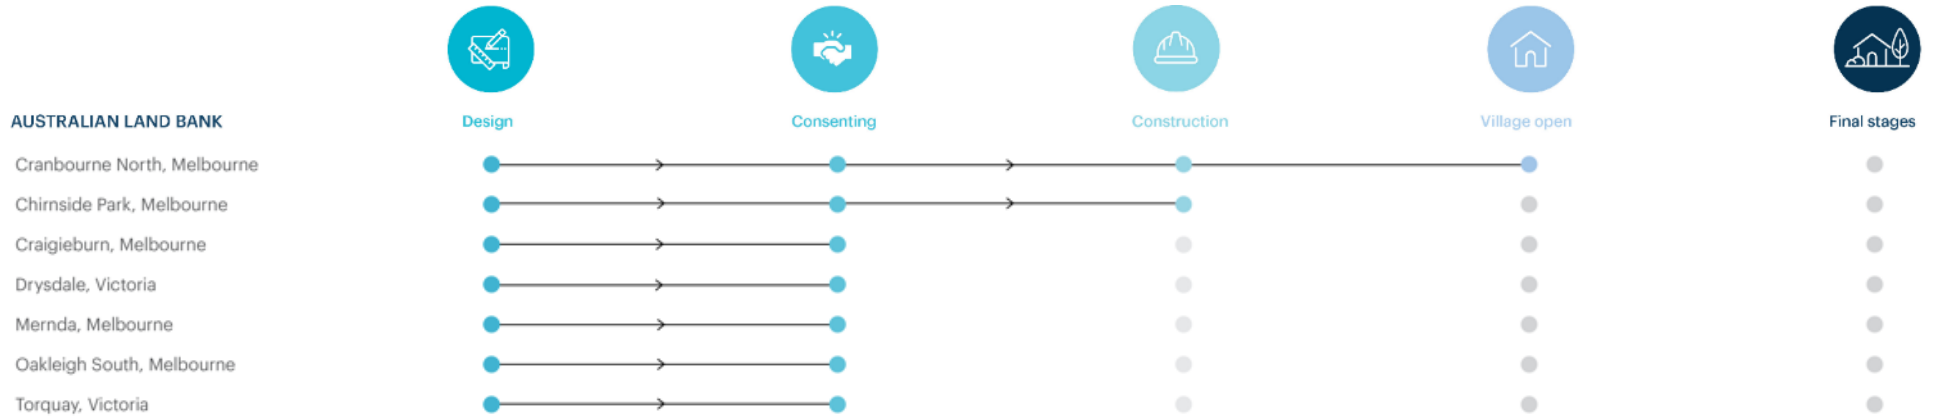 AUSTRALIAN LAND BANK Design Consenting Construction Village open Final stages
Cranbourne North, Melbourne
Chirnside Park, Melbourne
Craigieburn, Melbourne
Drysdale, Victoria
Mernda, Melbourne
Oakleigh South, Melbourne
Torquay, Victoria